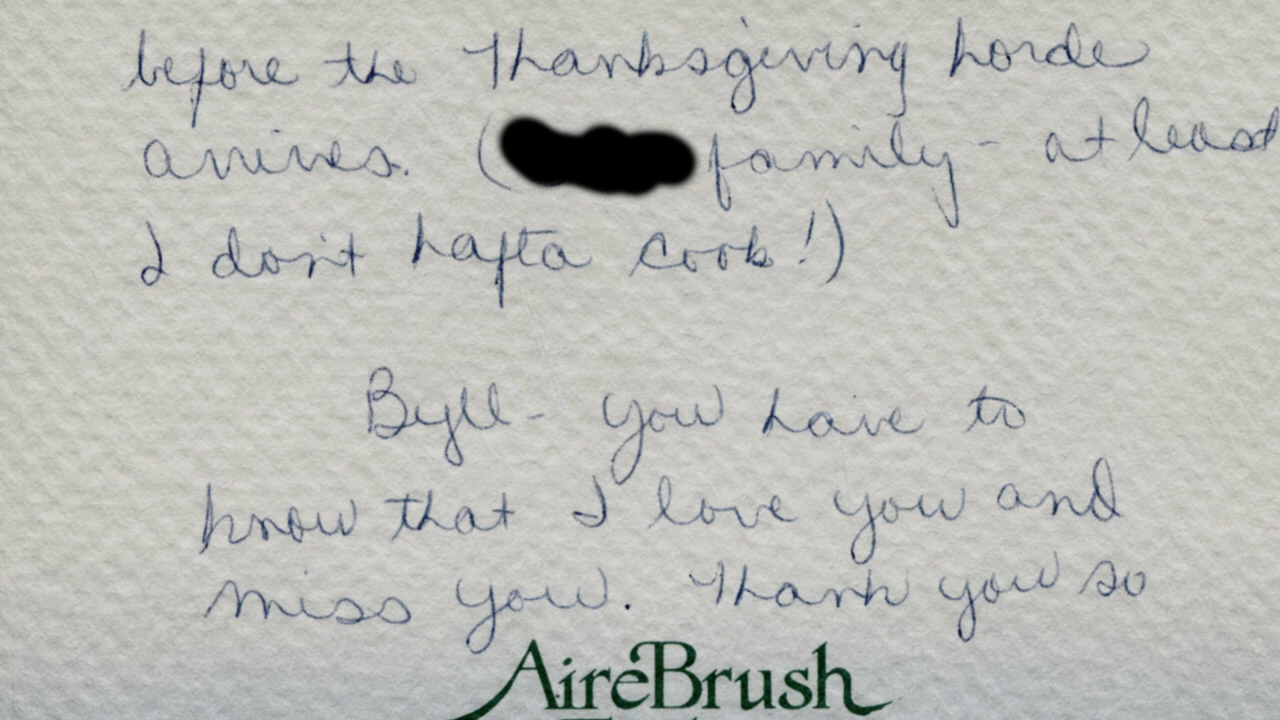 before the Thanksgiving horde
arrives. ( family - at least
I don't hafta cook!)
Byll - you have to
know that I love you and
miss you. Thank you so
AireBrush